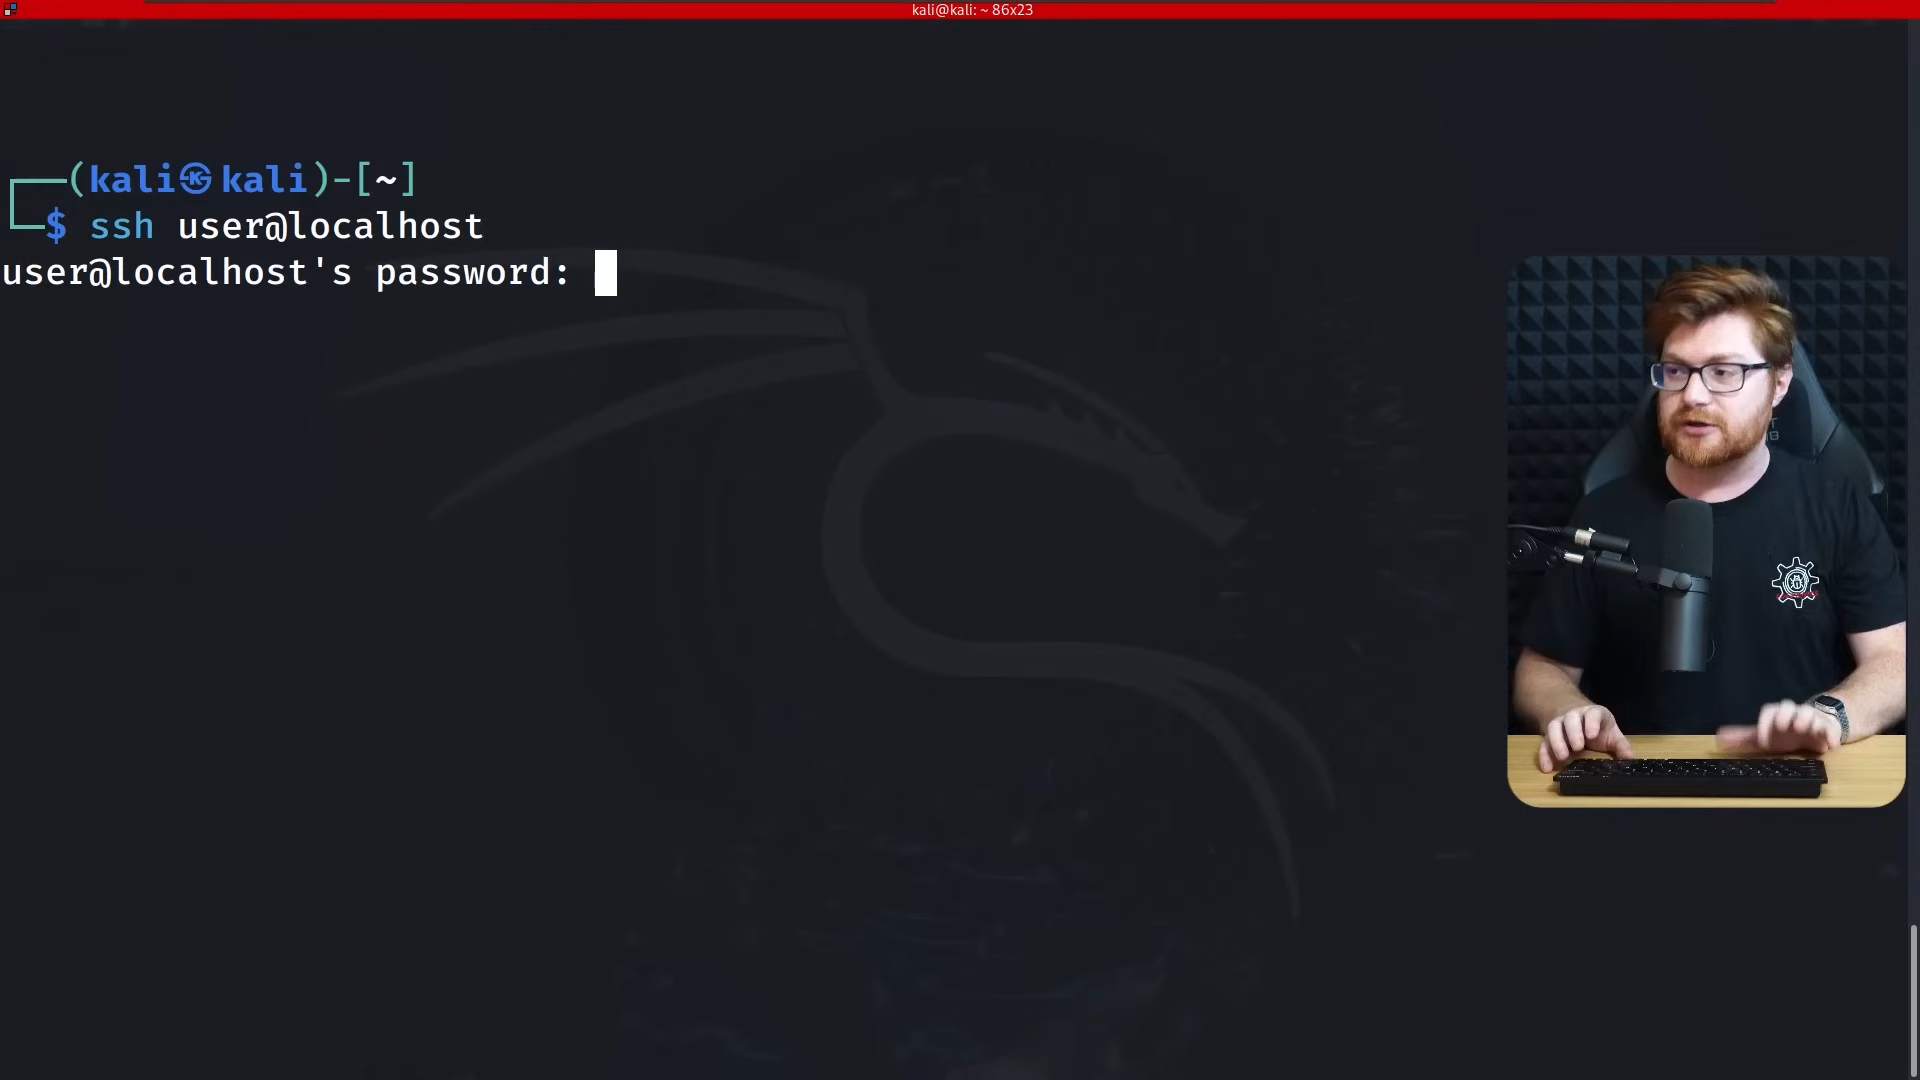 kali@kali: ~ 86x23
┌──(kali㉿kali)-[~]
└─$ ssh user@localhost
user@localhost's password: